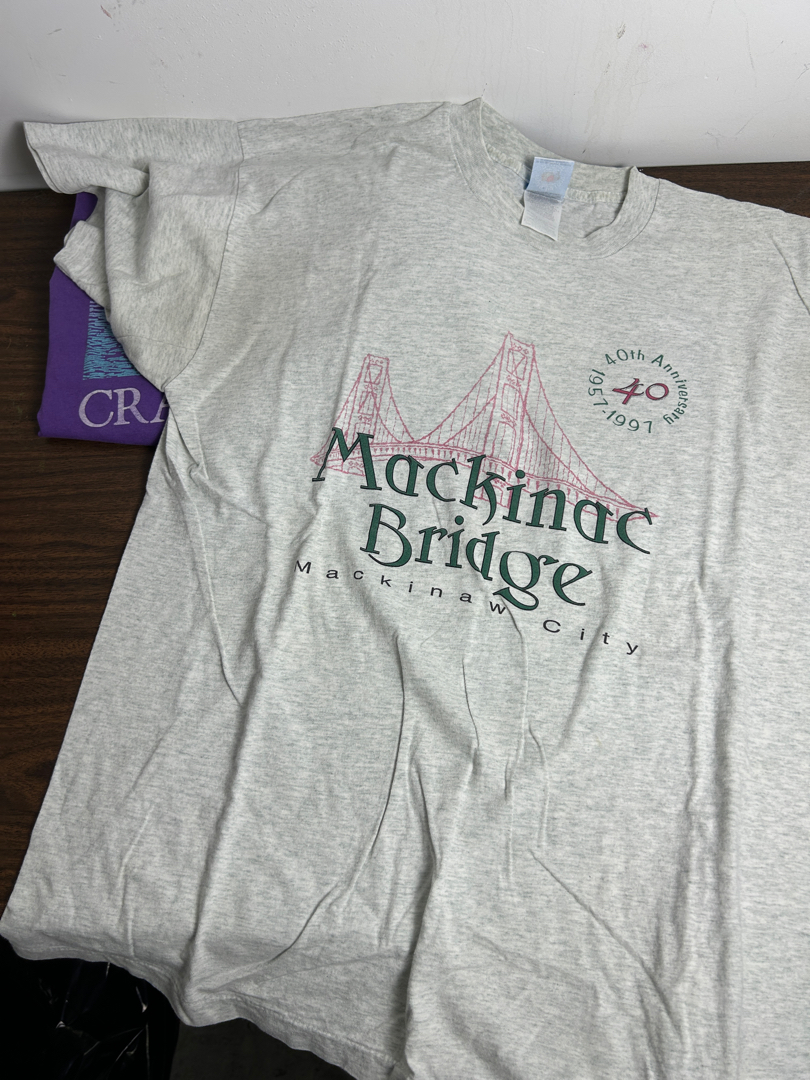 40th Anniversary
40
1957-1997
Mackinac
Bridge
Mackinaw City
CRA